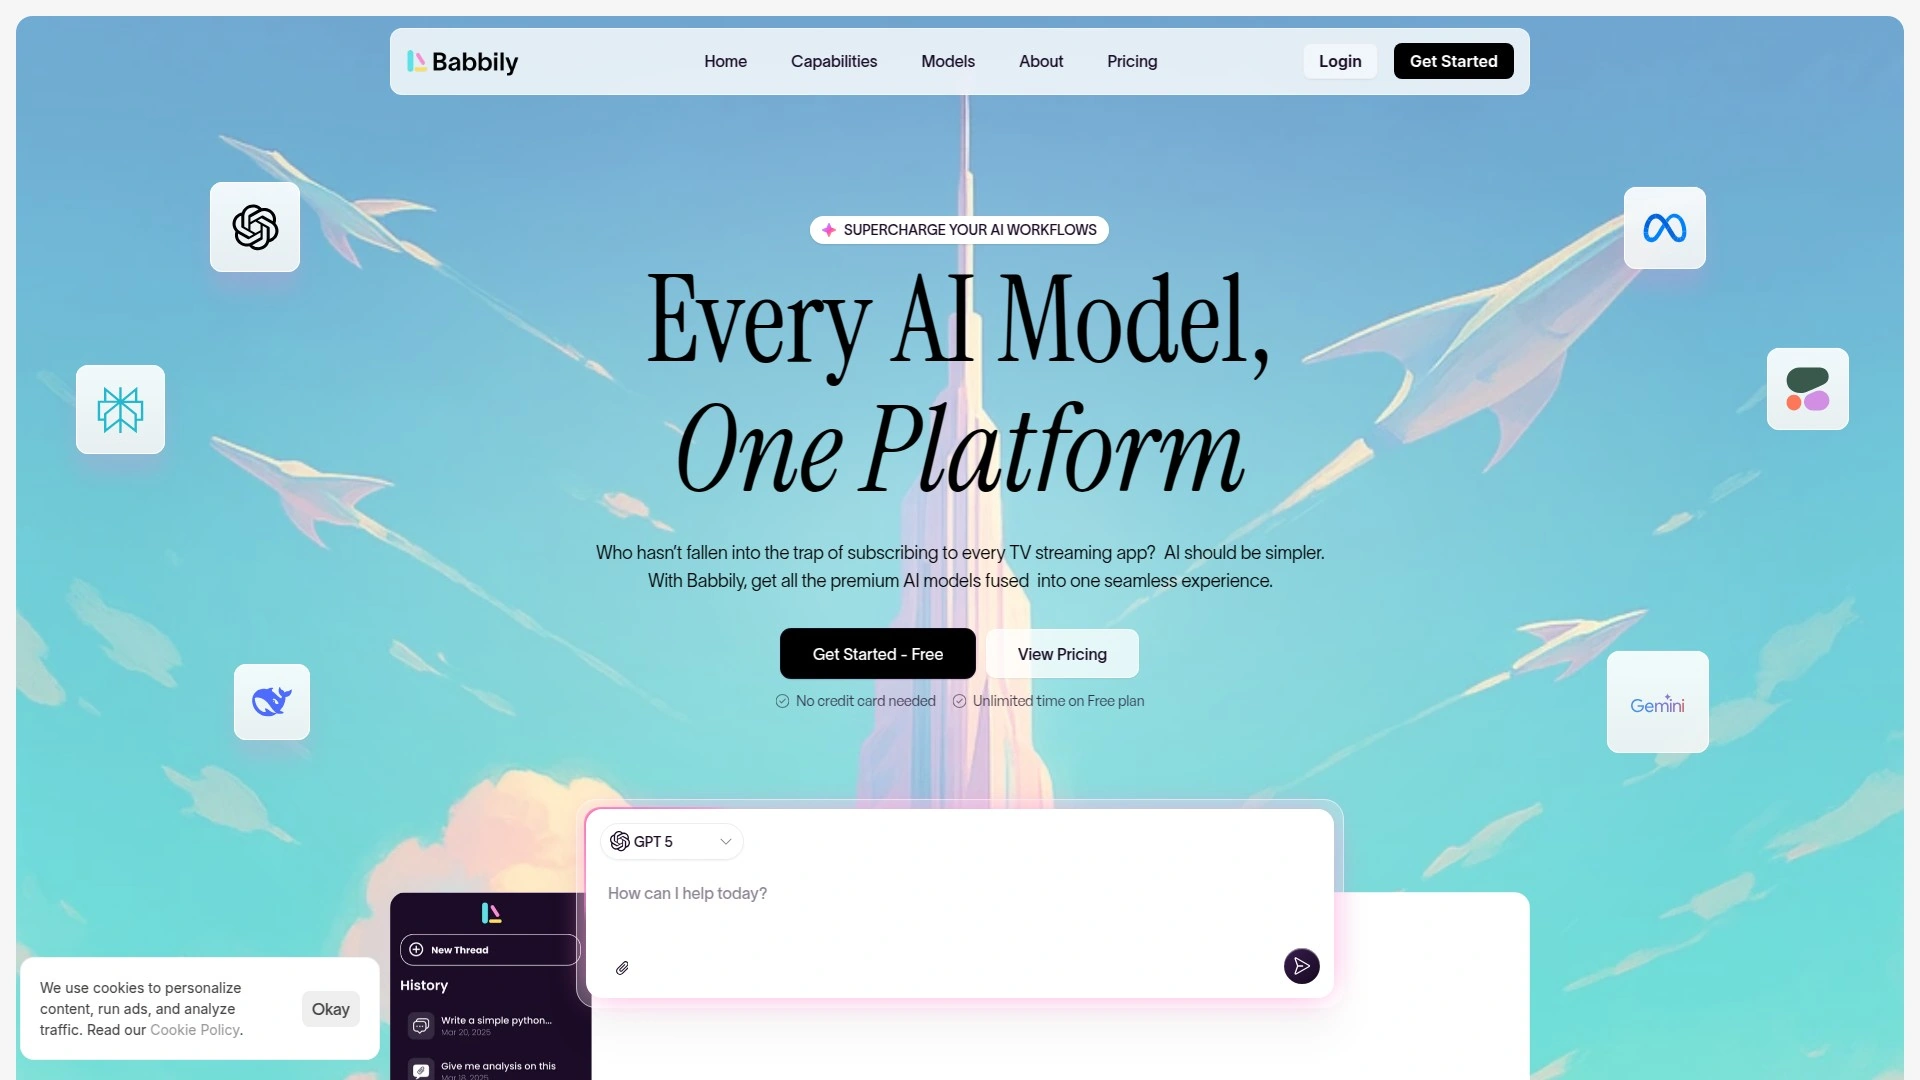 Babbily
Home
Capabilities
Models
About
Pricing
Login
Get Started
SUPERCHARGE YOUR AI WORKFLOWS
Every AI Model,
One Platform
Who hasn't fallen into the trap of subscribing to every TV streaming app?  AI should be simpler.
With Babbily, get all the premium AI models fused  into one seamless experience.
Get Started - Free
View Pricing
No credit card needed
Unlimited time on Free plan
Gemini
GPT 5
How can I help today?
New Thread
History
Write a simple python...
Mar 20, 2025
Give me analysis on this
Mar 18, 2025
We use cookies to personalize
content, run ads, and analyze
traffic. Read our Cookie Policy.
Okay